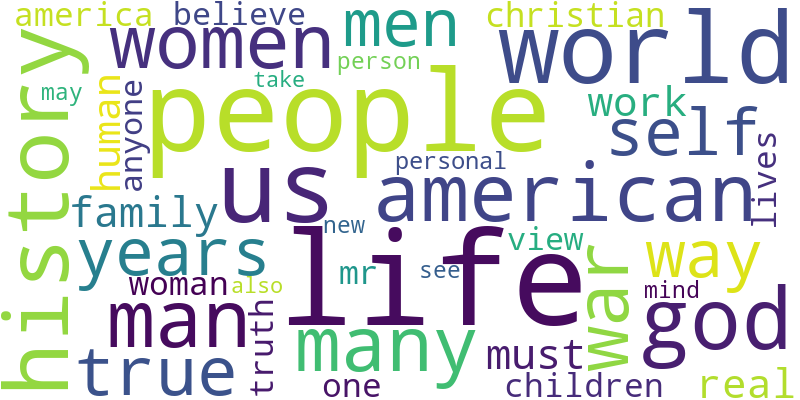 america
believe
men
christian
women
world
person
take
may
history
human
anyone
people
work
self
us
personal
american
lives
family
new
years
life
view
way
mr
see
woman
also
war
mind
god
man
truth
many
must
true
one
children
real